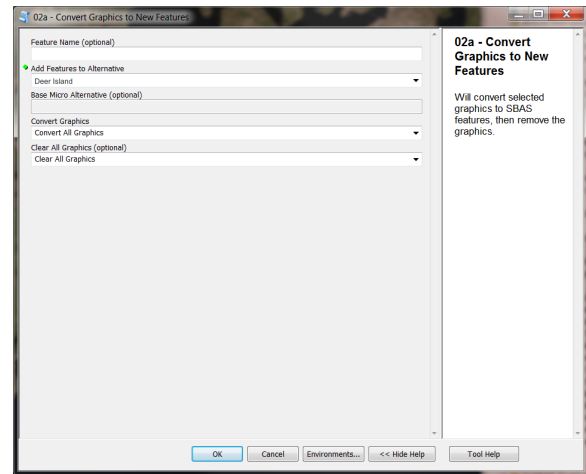 02a - Convert Graphics to New Features
Feature Name (optional)
Add Features to Alternative
Deer Island
Base Micro Alternative (optional)
Convert Graphics
Convert All Graphics
Clear All Graphics (optional)
Clear All Graphics
02a - Convert
Graphics to New
Features
Will convert selected
graphics to SBAS
features, then remove the
graphics.
OK
Cancel
Environments...
<< Hide Help
Tool Help